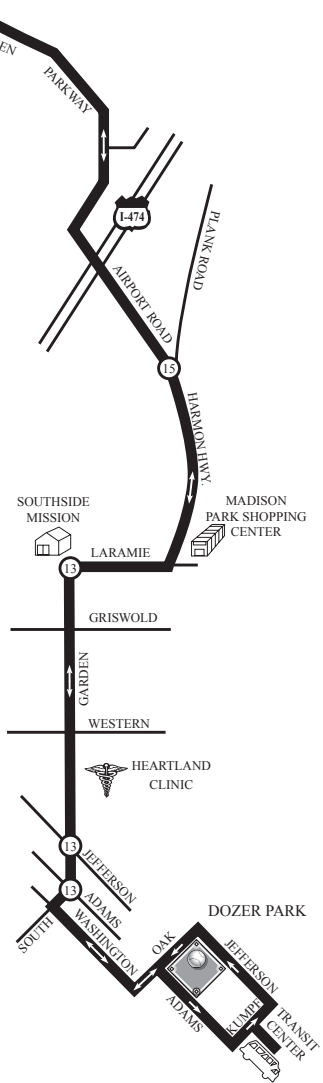 EN
PARKWAY
I-474
PLANK ROAD
AIRPORT ROAD
15
HARMON HWY.
SOUTHSIDE
MISSION
MADISON
PARK SHOPPING
CENTER
LARAMIE
13
GRISWOLD
GARDEN
WESTERN
HEARTLAND
CLINIC
13
JEFFERSON
13
ADAMS
SOUTH
WASHINGTON
DOZER PARK
OAK
JEFFERSON
ADAMS
KUMPF
TRANSIT
CENTER